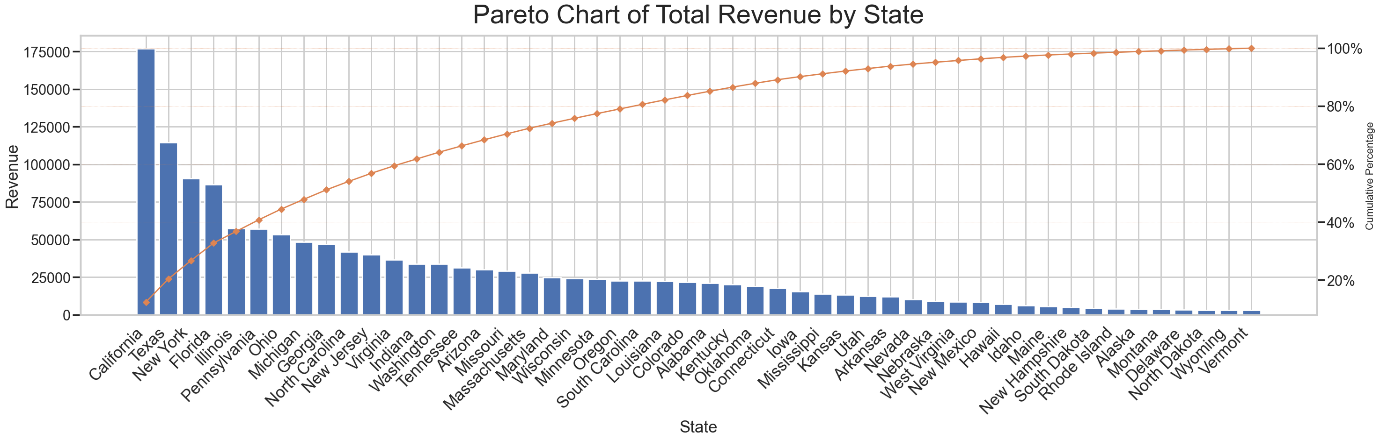 Pareto Chart of Total Revenue by State
175000
150000
125000
100000
75000
50000
25000
0
Revenue
100%
80%
60%
40%
20%
Cumulative Percentage
California
Texas
New York
Florida
Illinois
Pennsylvania
Ohio
Michigan
Georgia
North Carolina
New Jersey
Virginia
Indiana
Washington
Tennessee
Arizona
Missouri
Massachusetts
Maryland
Wisconsin
Minnesota
Oregon
South Carolina
Louisiana
Colorado
Alabama
Kentucky
Oklahoma
Connecticut
Iowa
Mississippi
Kansas
Utah
Arkansas
Nevada
Nebraska
West Virginia
New Mexico
Hawaii
Idaho
Maine
New Hampshire
South Dakota
Rhode Island
Alaska
Montana
Delaware
North Dakota
Wyoming
Vermont
State